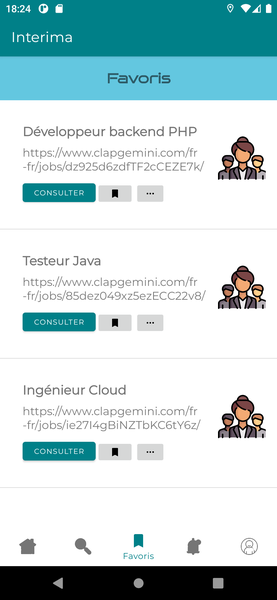 18:24
Interima
Favoris
Développeur backend PHP
https://www.clapgemini.com/fr
-fr/jobs/dz925d6zdfTF2cCEZE7k/
CONSULTER
Testeur Java
https://www.clapgemini.com/fr
-fr/jobs/85dez049xz5ezECC22v8/
CONSULTER
Ingénieur Cloud
https://www.clapgemini.com/fr
-fr/jobs/ie27I4gBiNZTbKC6tY6z/
CONSULTER
Favoris